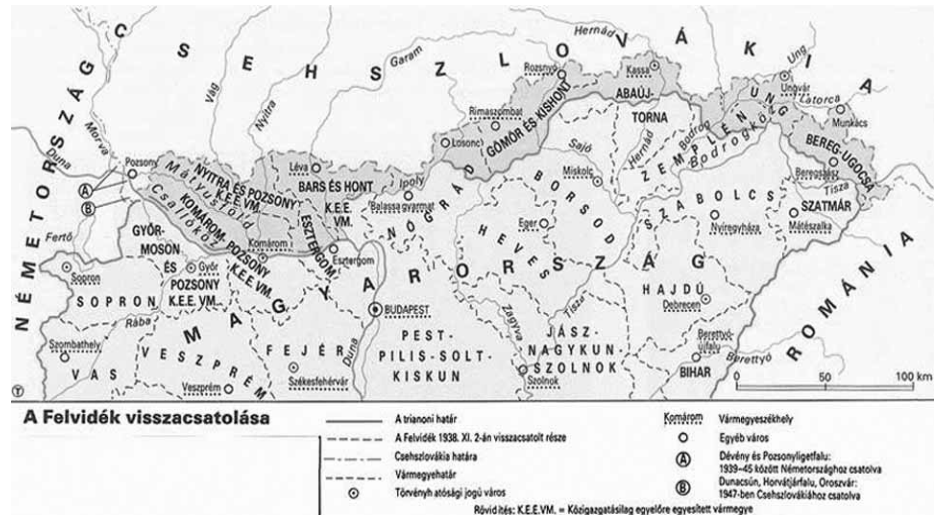 CSEHSZLOVÁKIA
NÉMETORSZÁG
MAGYARORSZÁG
ROMÁNIA
Hernád
Ung
Garam
Rozsnyó
Kassa
Ungvár
Vág
Nyitra
Latorca
ABAÚJ-
TORNA
UNG
Munkács
Rimaszombat
GÖMÖR ÉS KISHONT
Morva
Duna
Losonc
Hernád
Bodrog
ZEMPLÉN
Bodrogköz
BEREG-UGOCSA
Pozsony
Léva
Sajó
Beregszász
Tisza
A
B
Mátyusföld
NYITRA ÉS POZSONY
K.E.E. VM.
BARS ÉS HONT
K.E.E.
VM.
Ipoly
Balassagyarmat
Miskolc
Csallóköz
KOMÁROM-POZSONY
K.E.E. VM.
NÓGRÁD
BORSOD
SZABOLCS
SZATMÁR
Nyíregyháza
Mátészalka
Fertő
GYŐR-
MOSON
ÉS
POZSONY
K.E.E. VM.
Komárom
ESZTERGOM
Esztergom
Eger
HEVES
Sopron
Győr
SOPRON
BUDAPEST
Tisza
HAJDÚ
Debrecen
Rába
Zagyva
Szombathely
VAS
VESZPRÉM
FEJÉR
Duna
PEST-
PILIS-SOLT-
KISKUN
JÁSZ-
NAGYKUN
SZOLNOK
Berettyó-
újfalu
Berettyó
BIHAR
Veszprém
Székesfehérvár
Szolnok
0 50 100 km
A Felvidék visszacsatolása
A trianoni határ
A Felvidék 1938. XI. 2-án visszacsatolt része
Csehszlovákia határa
Vármegyehatár
Törvényhatósági jogú város
Komárom Vármegyeszékhely
Egyéb város
A Dévény és Pozsonyligetfalu:
1939–45 között Németországhoz csatolva
B Dunacsún, Horvátjárfalu, Oroszvár:
1947-ben Csehszlovákiához csatolva
Rövidítés: K.E.E.VM. = Közigazgatásilag egyelőre egyesített vármegye